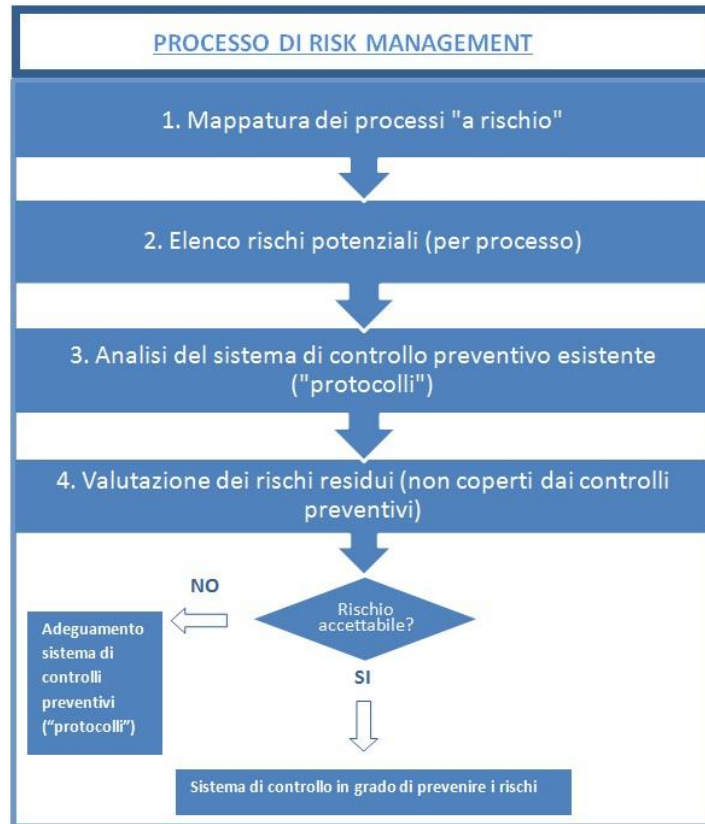 PROCESSO DI RISK MANAGEMENT
1. Mappatura dei processi "a rischio"
2. Elenco rischi potenziali (per processo)
3. Analisi del sistema di controllo preventivo esistente
("protocolli")
4. Valutazione dei rischi residui (non coperti dai controlli
preventivi)
Rischio
accettabile?
NO
Adeguamento
sistema di
controlli
preventivi
(“protocolli”)
SI
Sistema di controllo in grado di prevenire i rischi